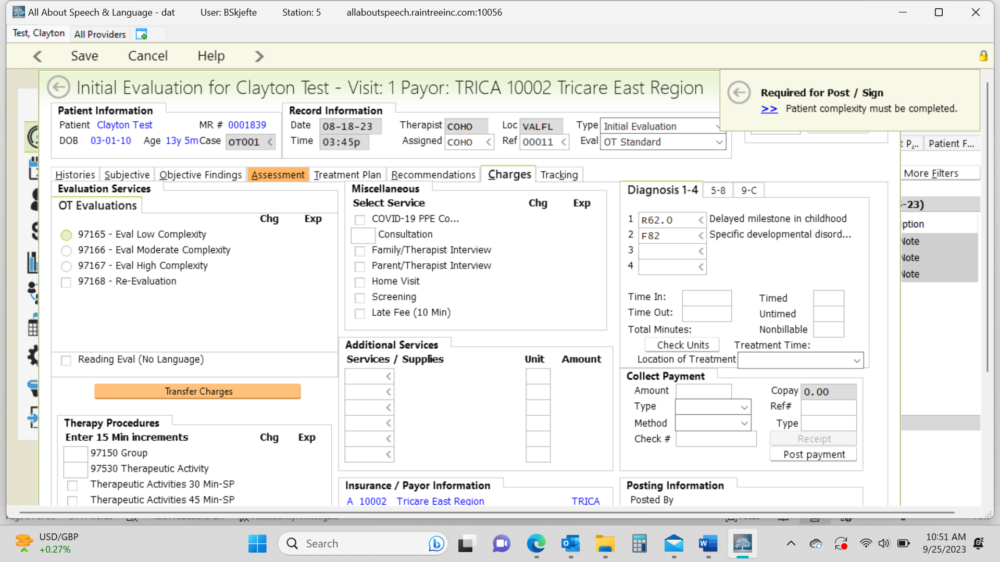 All About Speech & Language - dat User: BSkjefte Station: 5 allaboutspeech.raintreeinc.com:10056
Test, Clayton All Providers
Save Cancel Help
Initial Evaluation for Clayton Test - Visit: 1 Payor: TRICA 10002 Tricare East Region
Required for Post / Sign
>> Patient complexity must be completed.
Patient Information
Patient Clayton Test MR # 0001839
DOB 03-01-10 Age 13y 5m Case OT001
Record Information
Date 08-18-23 Therapist COHO Loc VALFL Type Initial Evaluation
Time 03:45p Assigned COHO Ref 00011 Eval OT Standard
t P... Patient F...
More Filters
Histories Subjective Objective Findings Assessment Treatment Plan Recommendations Charges Tracking
Evaluation Services
OT Evaluations
Chg Exp
97165 - Eval Low Complexity
97166 - Eval Moderate Complexity
97167 - Eval High Complexity
97168 - Re-Evaluation
Reading Eval (No Language)
Transfer Charges
Therapy Procedures
Enter 15 Min increments Chg Exp
97150 Group
97530 Therapeutic Activity
Therapeutic Activities 30 Min-SP
Therapeutic Activities 45 Min-SP
Miscellaneous
Select Service Chg Exp
COVID-19 PPE Co...
Consultation
Family/Therapist Interview
Parent/Therapist Interview
Home Visit
Screening
Late Fee (10 Min)
Additional Services
Services / Supplies Unit Amount
Insurance / Payor Information
A 10002 Tricare East Region TRICA
Diagnosis 1-4 5-8 9-C
1 R62.0 Delayed milestone in childhood
2 F82 Specific developmental disord...
3
4
Time In: Timed
Time Out: Untimed
Total Minutes: Nonbillable
Check Units Treatment Time:
Location of Treatment
Collect Payment
Amount Copay 0.00
Type Ref#
Method Type
Check # Receipt
Post payment
Posting Information
Posted By
-23)
ption
Note
Note
Note
USD/GBP
+0.27%
Search
10:51 AM
9/25/2023